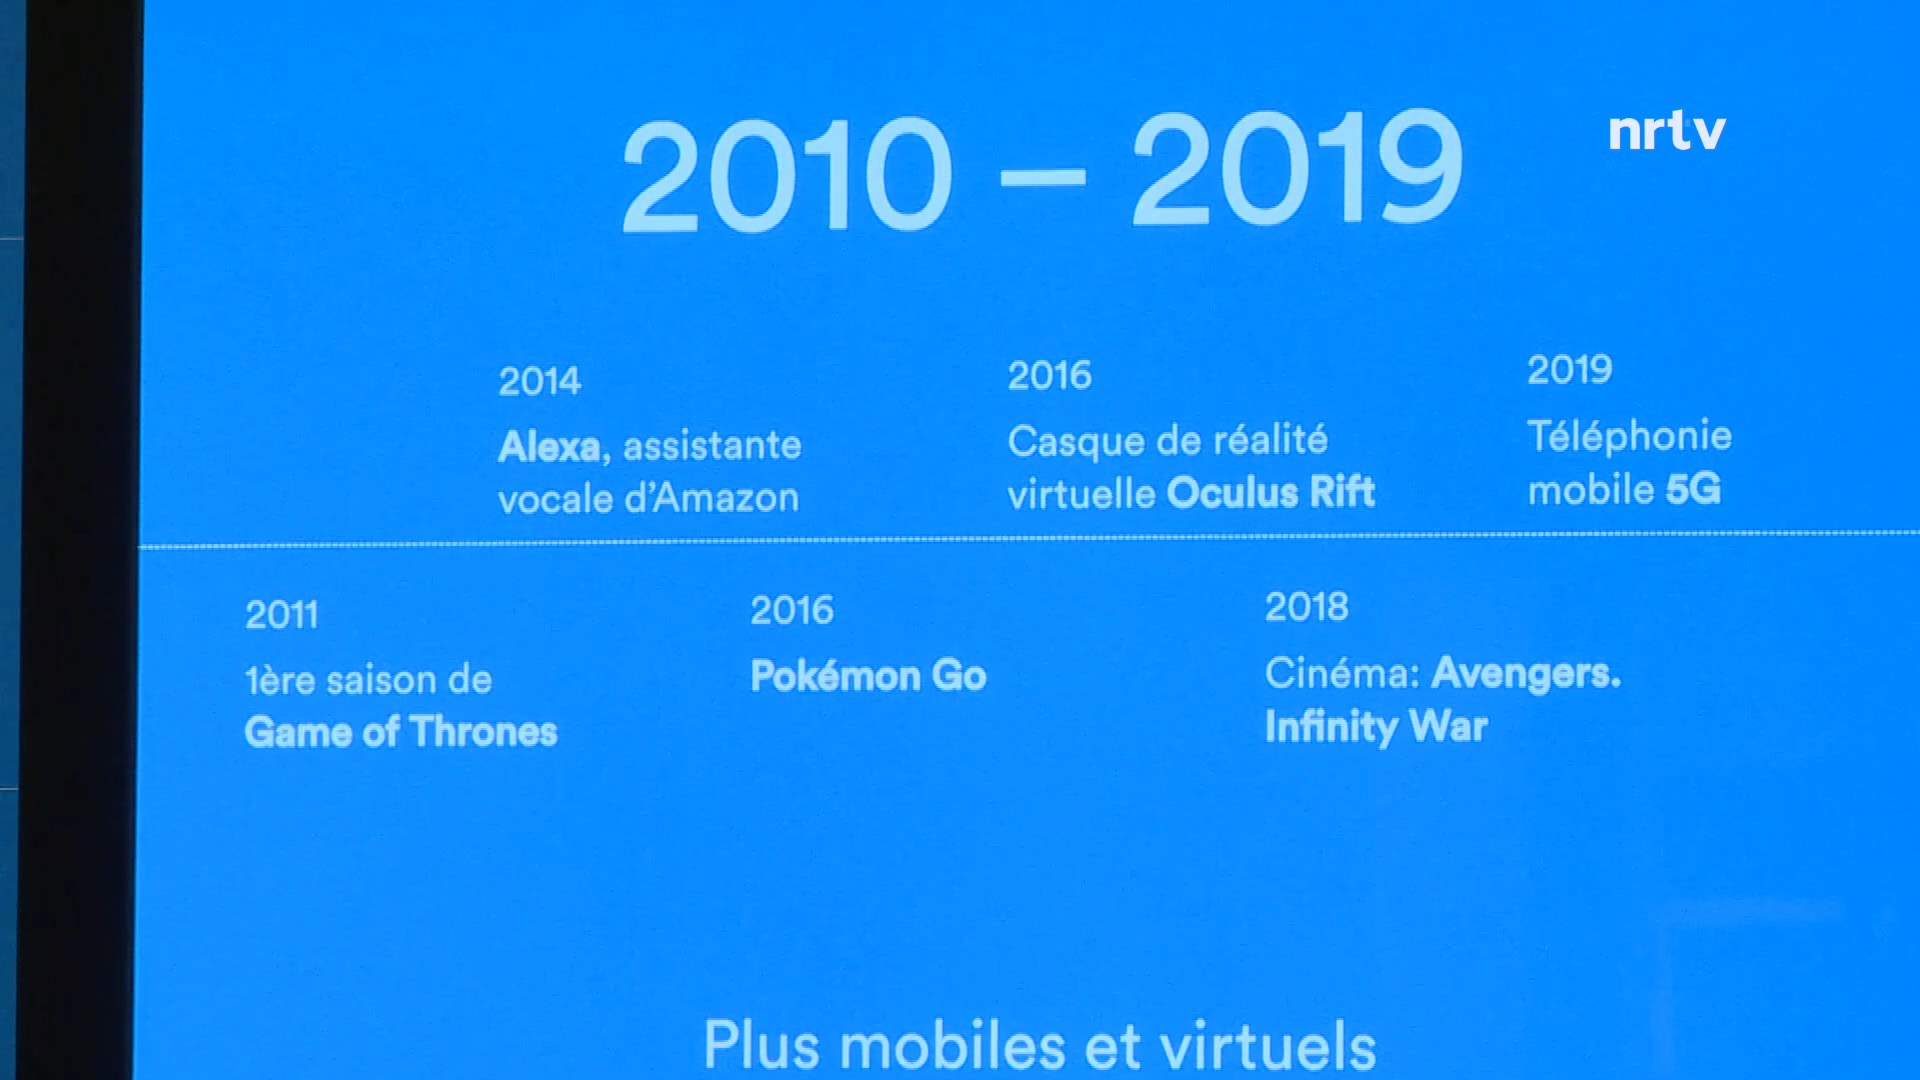 nrtv
2010 – 2019
2014
Alexa, assistante
vocale d’Amazon
2016
Casque de réalité
virtuelle Oculus Rift
2019
Téléphonie
mobile 5G
2011
1ère saison de
Game of Thrones
2016
Pokémon Go
2018
Cinéma: Avengers.
Infinity War
Plus mobiles et virtuels